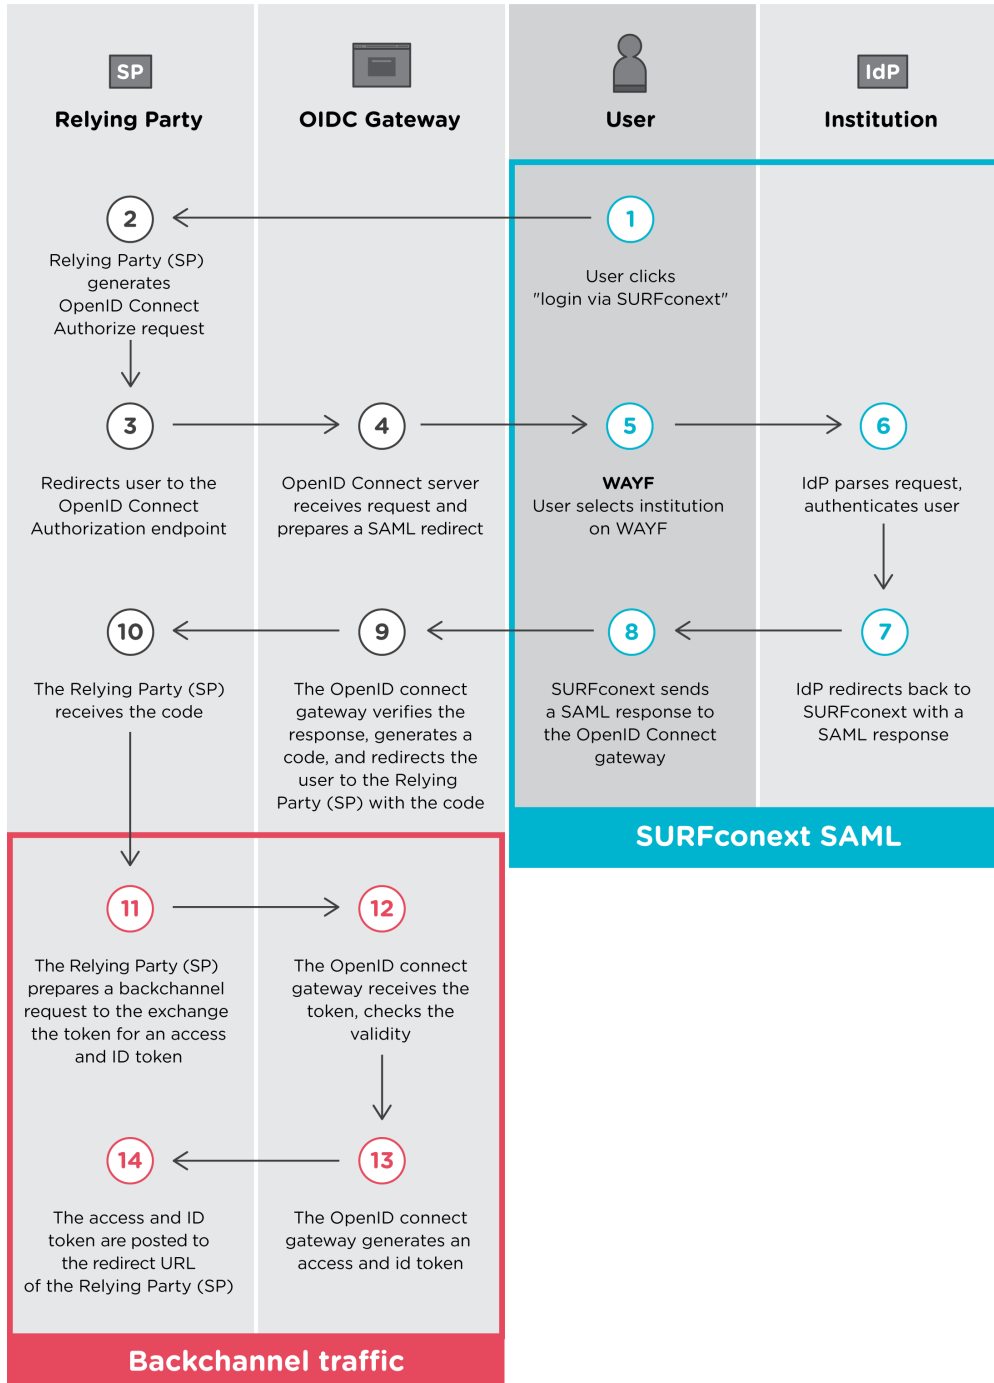 SP
IdP
Relying Party
OIDC Gateway
User
Institution
2
1
Relying Party (SP)
generates
OpenID Connect
Authorize request
User clicks
"login via SURFconext"
3
4
5
6
Redirects user to the
OpenID Connect
Authorization endpoint
OpenID Connect server
receives request and
prepares a SAML redirect
WAYF
User selects institution
on WAYF
IdP parses request,
authenticates user
10
9
8
7
The Relying Party (SP)
receives the code
The OpenID connect
gateway verifies the
response, generates a
code, and redirects the
user to the Relying
Party (SP) with the code
SURFconext sends
a SAML response to
the OpenID Connect
gateway
IdP redirects back to
SURFconext with a
SAML response
SURFconext SAML
11
12
The Relying Party (SP)
prepares a backchannel
request to the exchange
the token for an access
and ID token
The OpenID connect
gateway receives the
token, checks the
validity
14
13
The access and ID
token are posted to
the redirect URL
of the Relying Party (SP)
The OpenID connect
gateway generates an
access and id token
Backchannel traffic